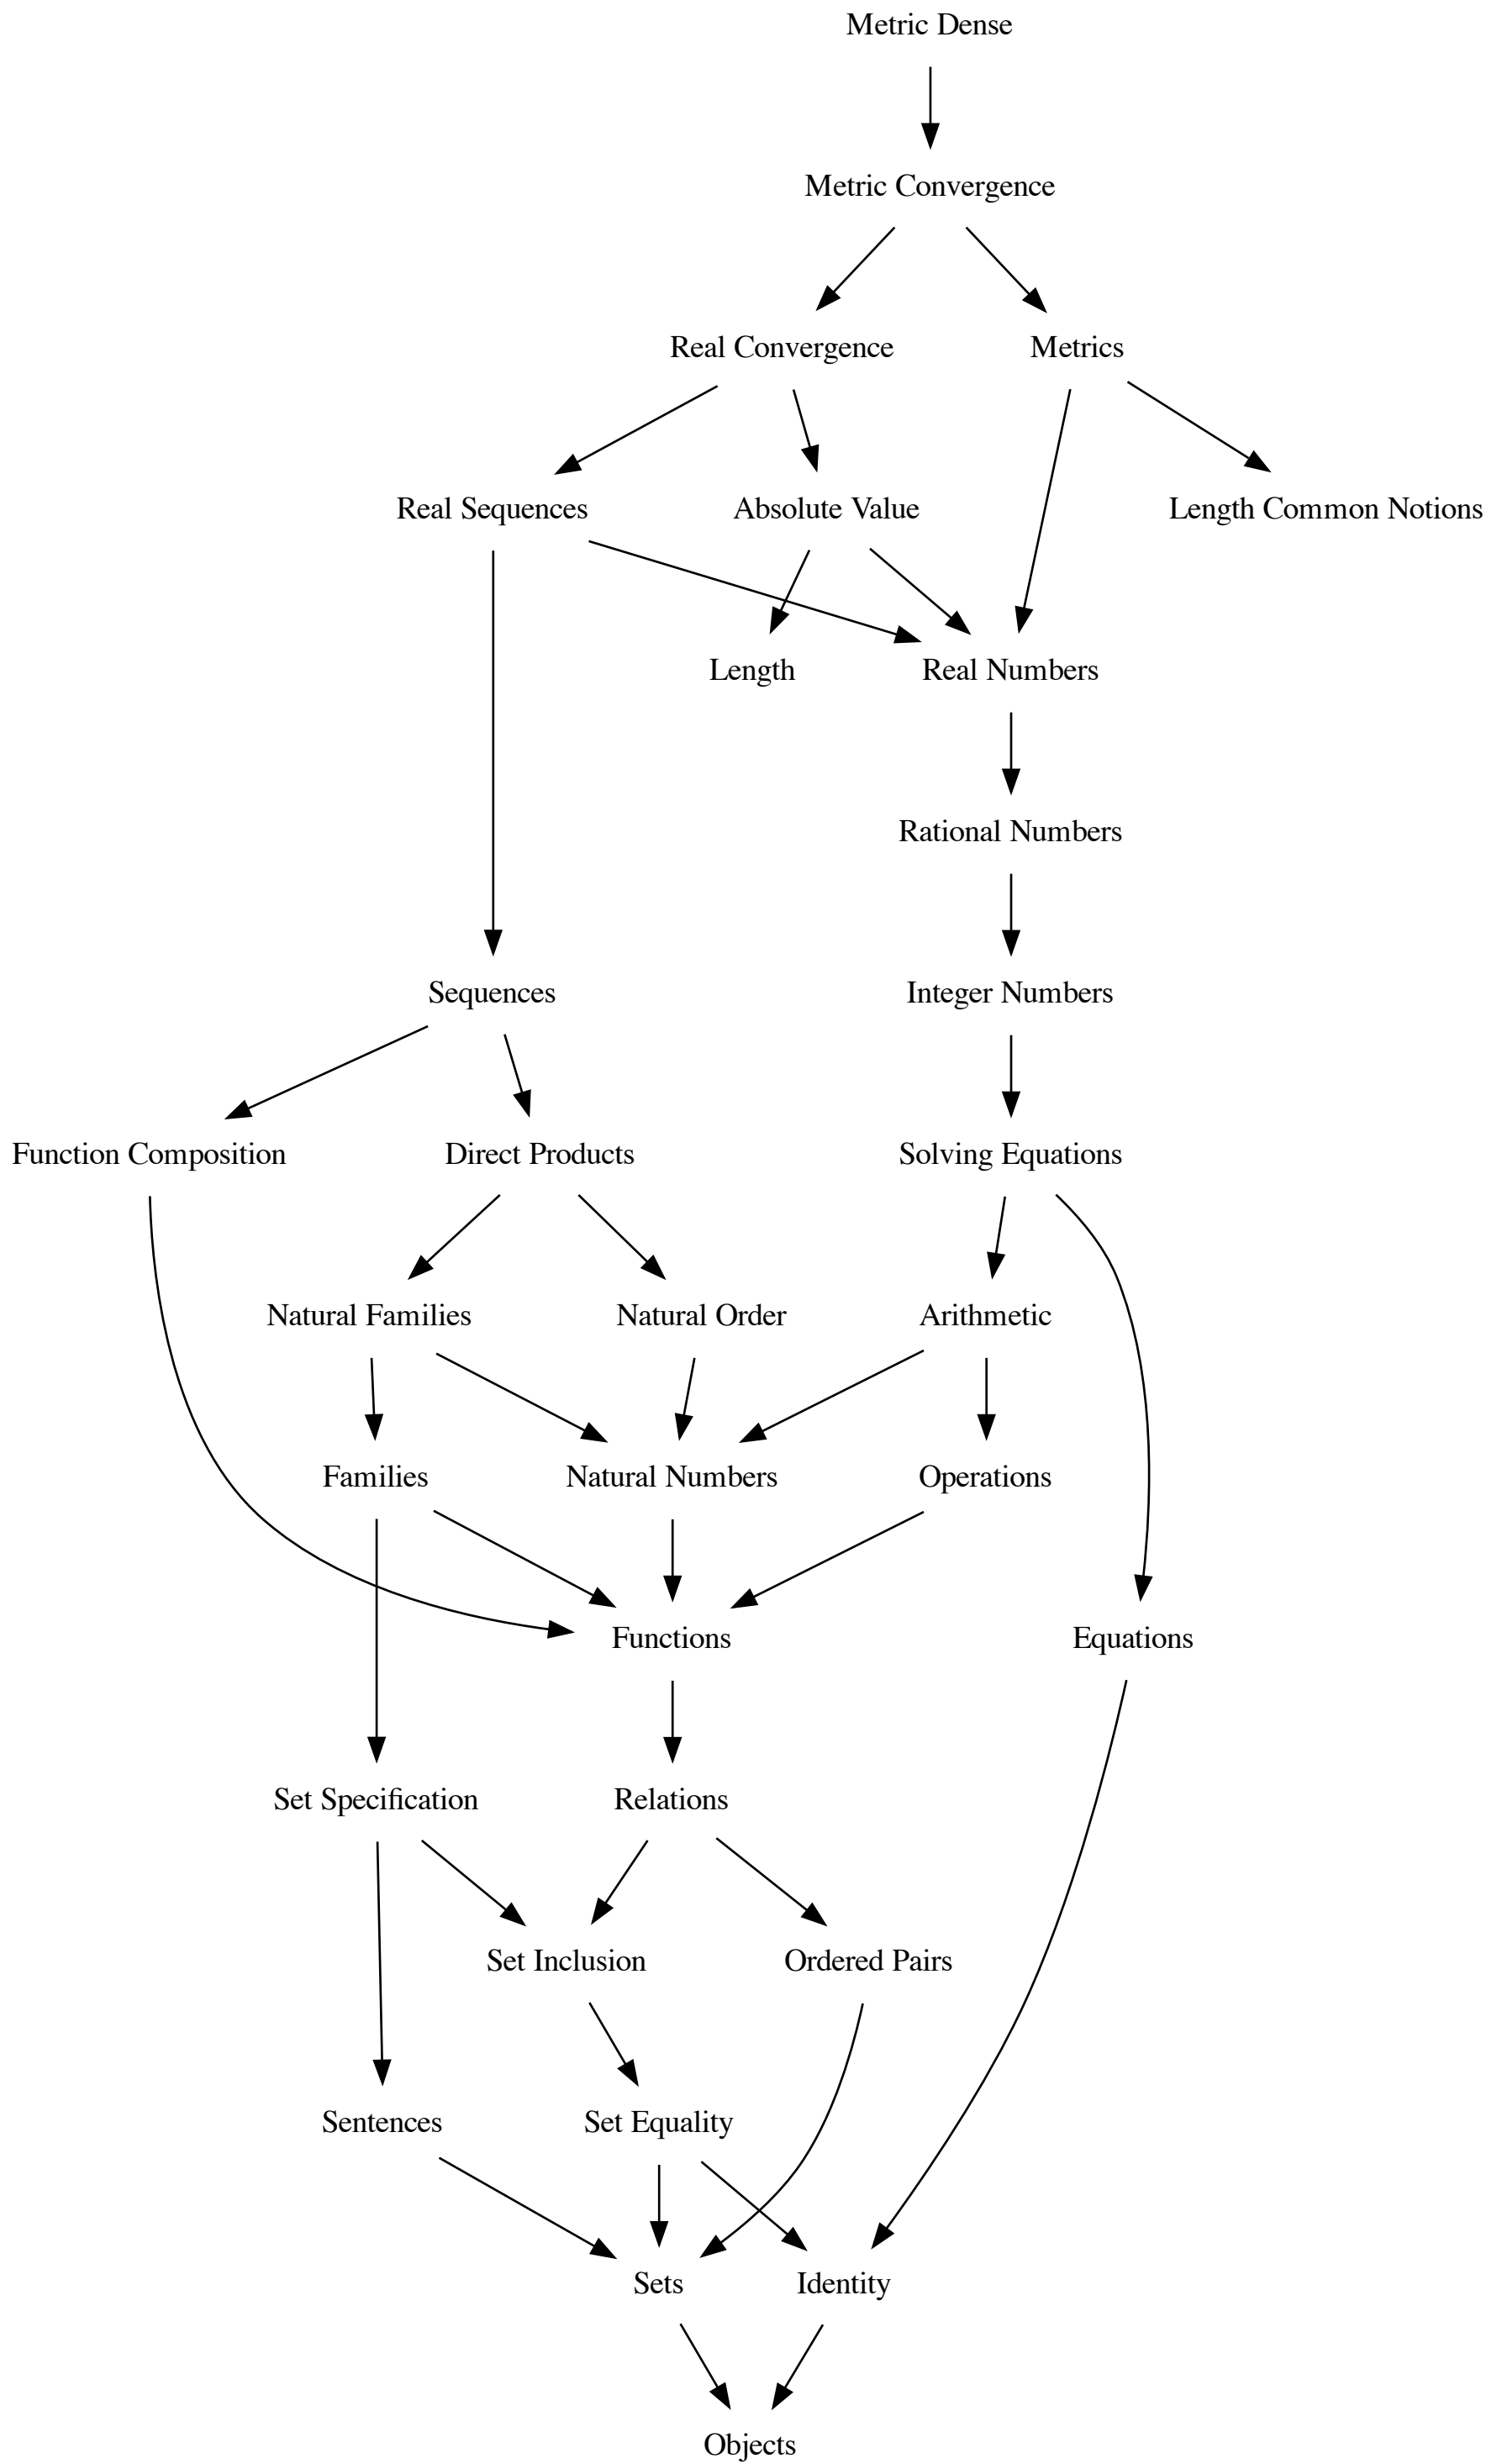 Metric Dense
Metric Convergence
Real Convergence
Metrics
Real Sequences
Absolute Value
Length Common Notions
Length
Real Numbers
Rational Numbers
Sequences
Integer Numbers
Function Composition
Direct Products
Solving Equations
Natural Families
Natural Order
Arithmetic
Families
Natural Numbers
Operations
Functions
Equations
Set Specification
Relations
Set Inclusion
Ordered Pairs
Sentences
Set Equality
Sets
Identity
Objects